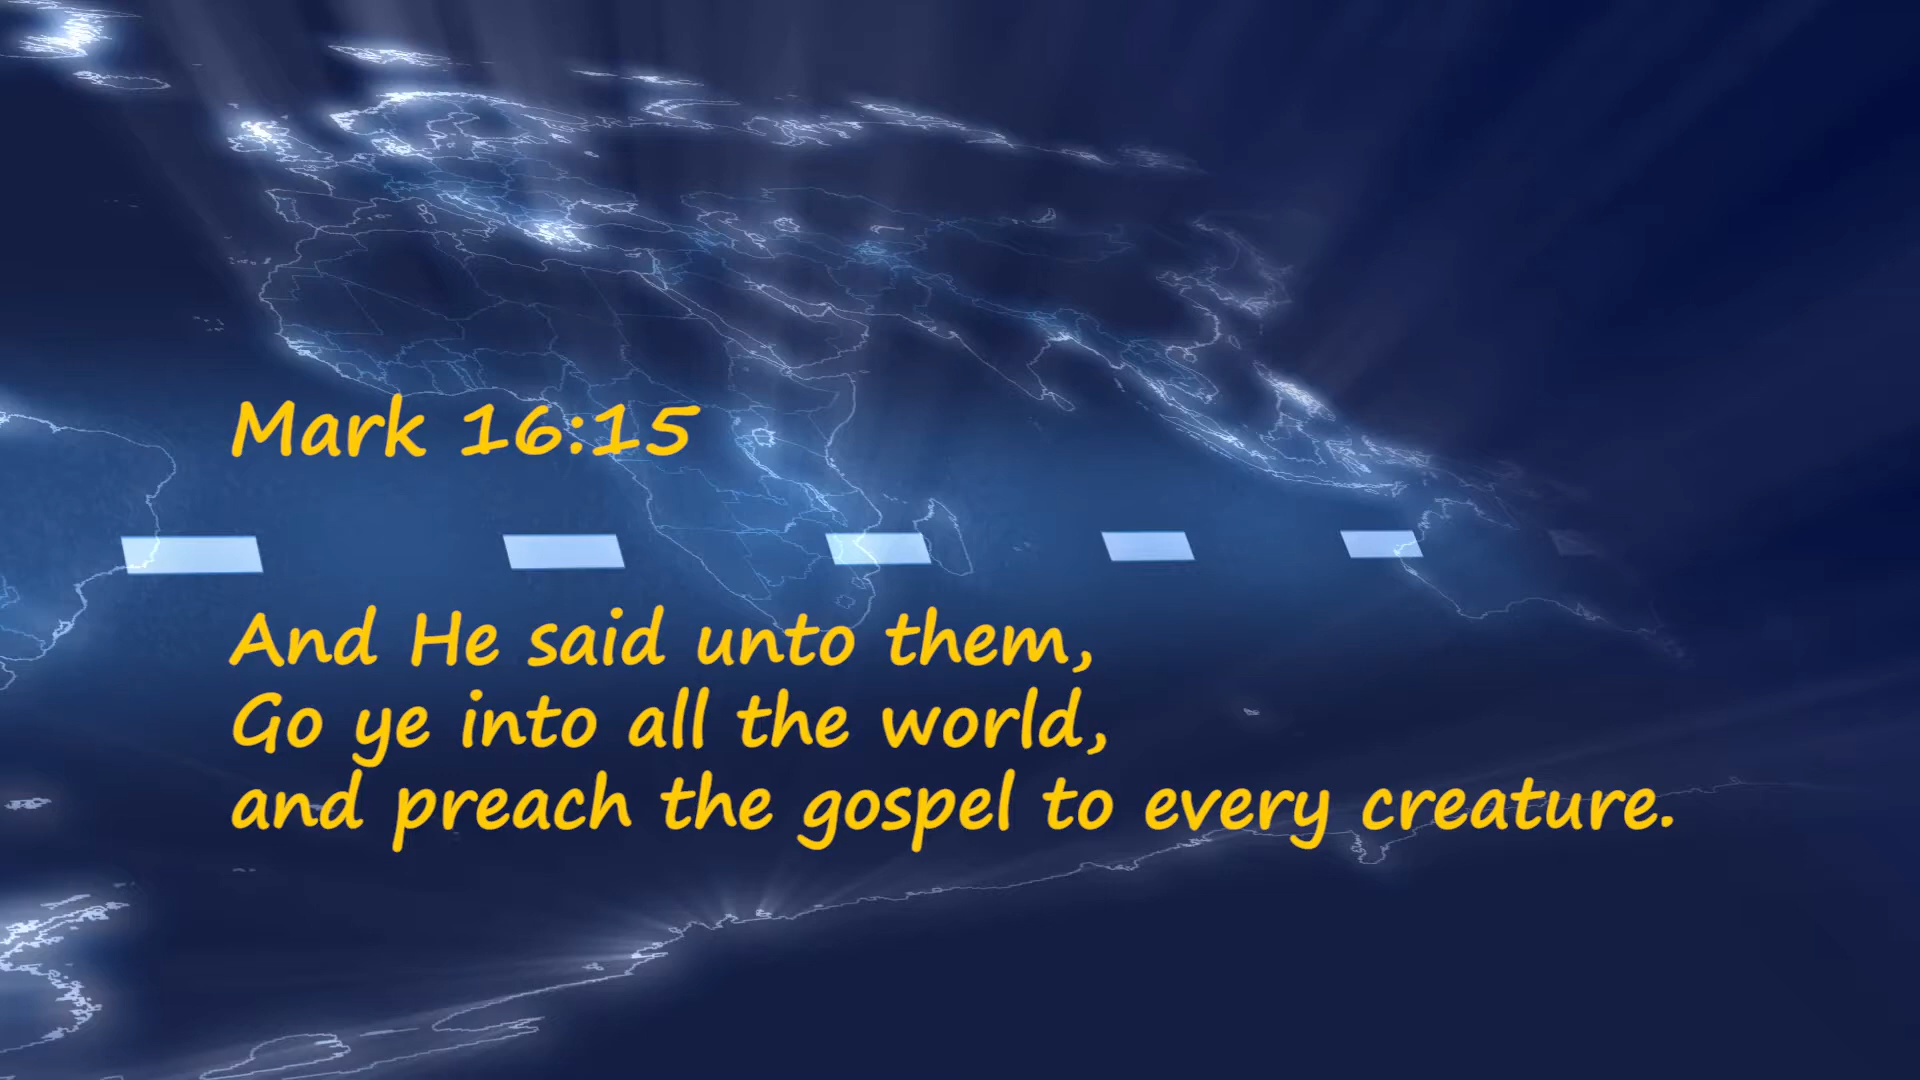 Mark 16:15
And He said unto them,
Go ye into all the world,
and preach the gospel to every creature.